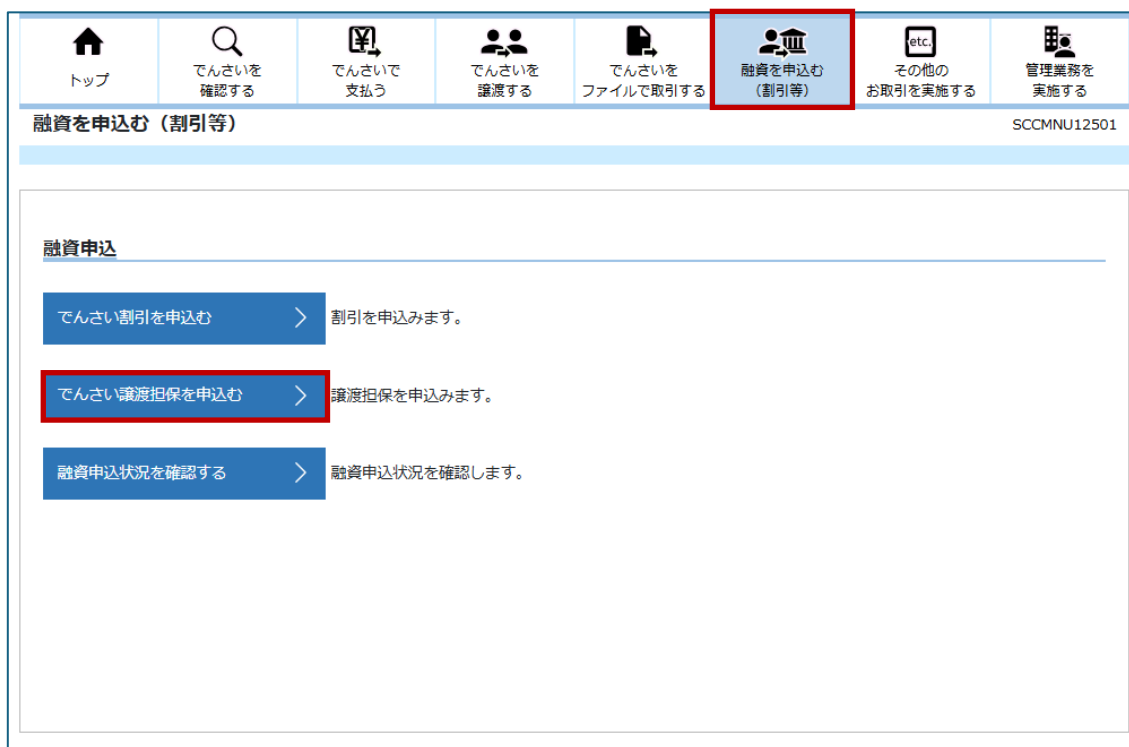 トップ
でんさいを
確認する
でんさいで
支払う
でんさいを
譲渡する
でんさいを
ファイルで取引する
融資を申込む
(割引等)
etc.
その他の
お取引を実施する
管理業務を
実施する
融資を申込む(割引等)
SCCMNU12501
融資申込
でんさい割引を申込む 割引を申込みます。
でんさい譲渡担保を申込む 譲渡担保を申込みます。
融資申込状況を確認する 融資申込状況を確認します。